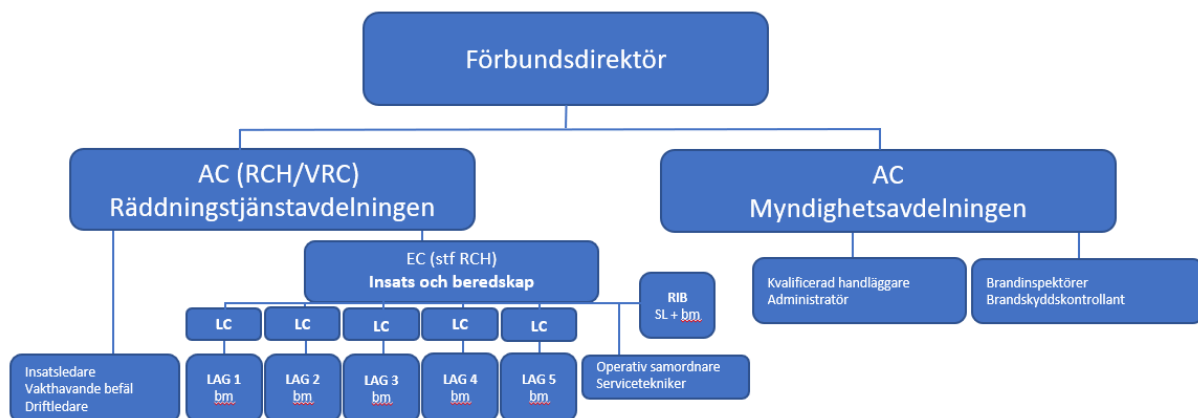 Förbundsdirektör
AC (RCH/VRC)
Räddningstjänstavdelningen
AC
Myndighetsavdelningen
EC (stf RCH)
Insats och beredskap
Kvalificerad handläggare
Administratör
Brandinspektörer
Brandskyddskontrollant
RIB
SL + bm
LC
LC
LC
LC
LC
Insatsledare
Vakthavande befäl
Driftledare
LAG 1
bm
LAG 2
bm
LAG 3
bm
LAG 4
bm
LAG 5
bm
Operativ samordnare
Servicetekniker